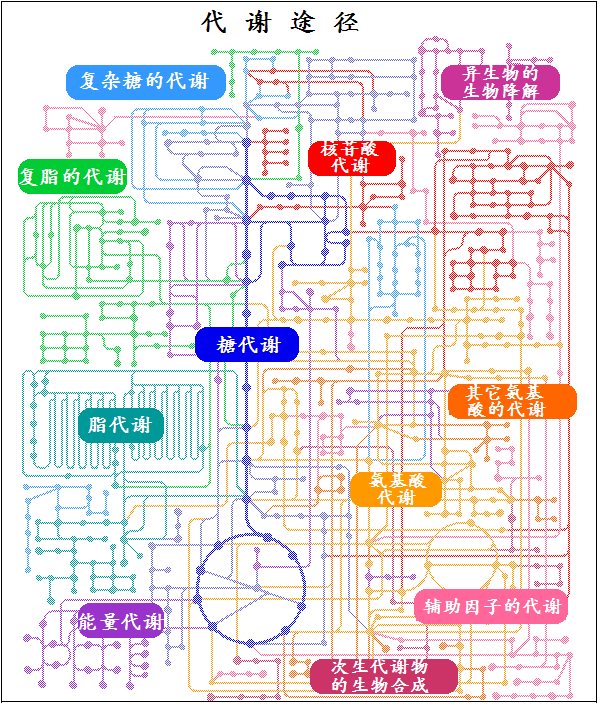 代谢途径
复杂糖的代谢
异生物的
生物降解
核苷酸
代谢
复脂的代谢
糖代谢
其它氨基
酸的代谢
脂代谢
氨基酸
代谢
能量代谢
辅助因子的代谢
次生代谢物
的生物合成